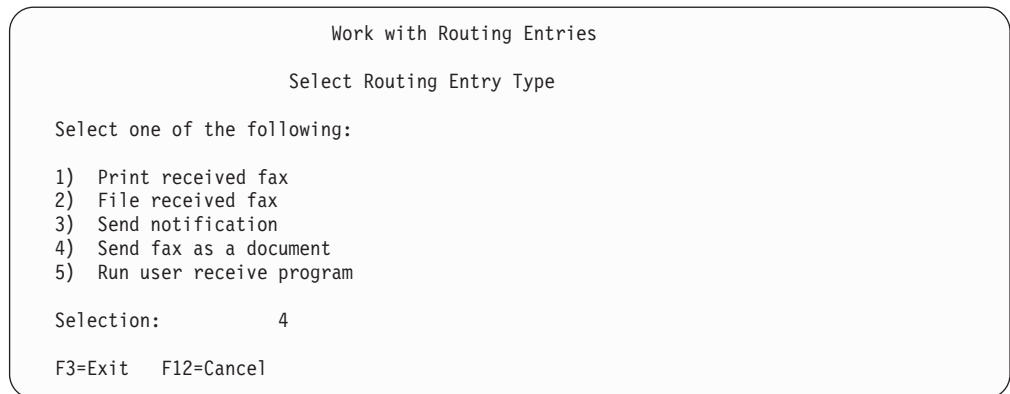 Work with Routing Entries
Select Routing Entry Type
Select one of the following:
1) Print received fax
2) File received fax
3) Send notification
4) Send fax as a document
5) Run user receive program
Selection: 4
F3=Exit F12=Cancel